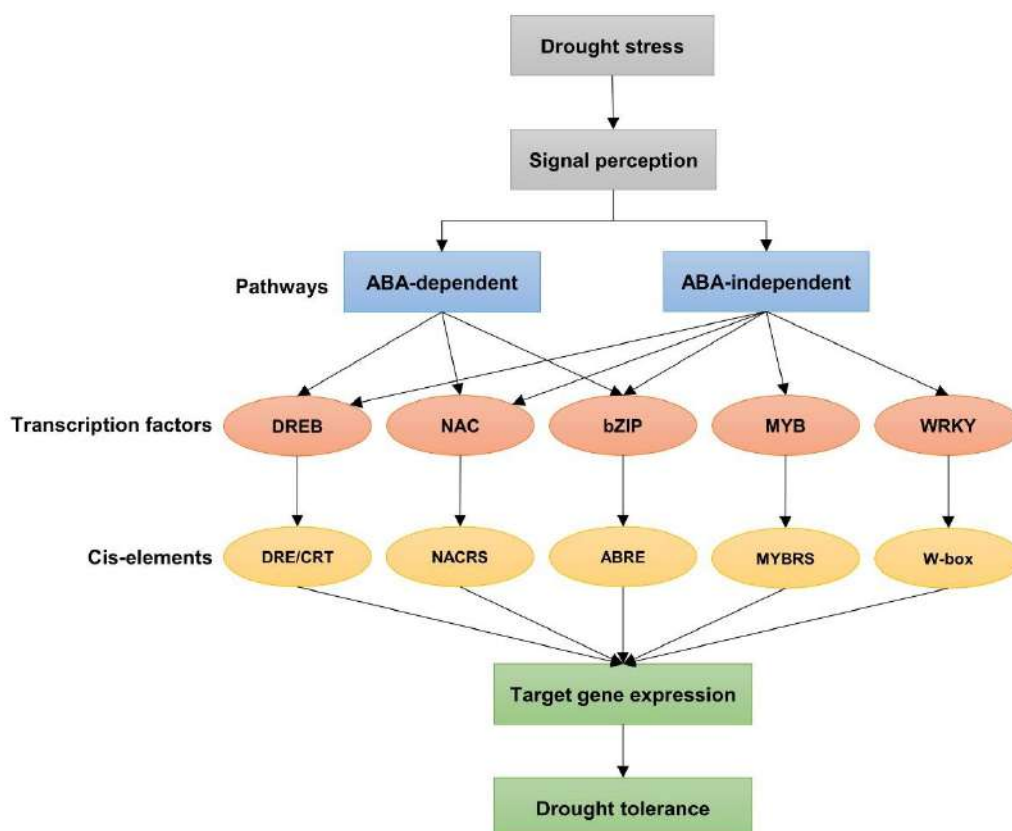 Drought stress
Signal perception
Pathways
ABA-dependent
ABA-independent
Transcription factors
DREB
NAC
bZIP
MYB
WRKY
Cis-elements
DRE/CRT
NACRS
ABRE
MYBRS
W-box
Target gene expression
Drought tolerance